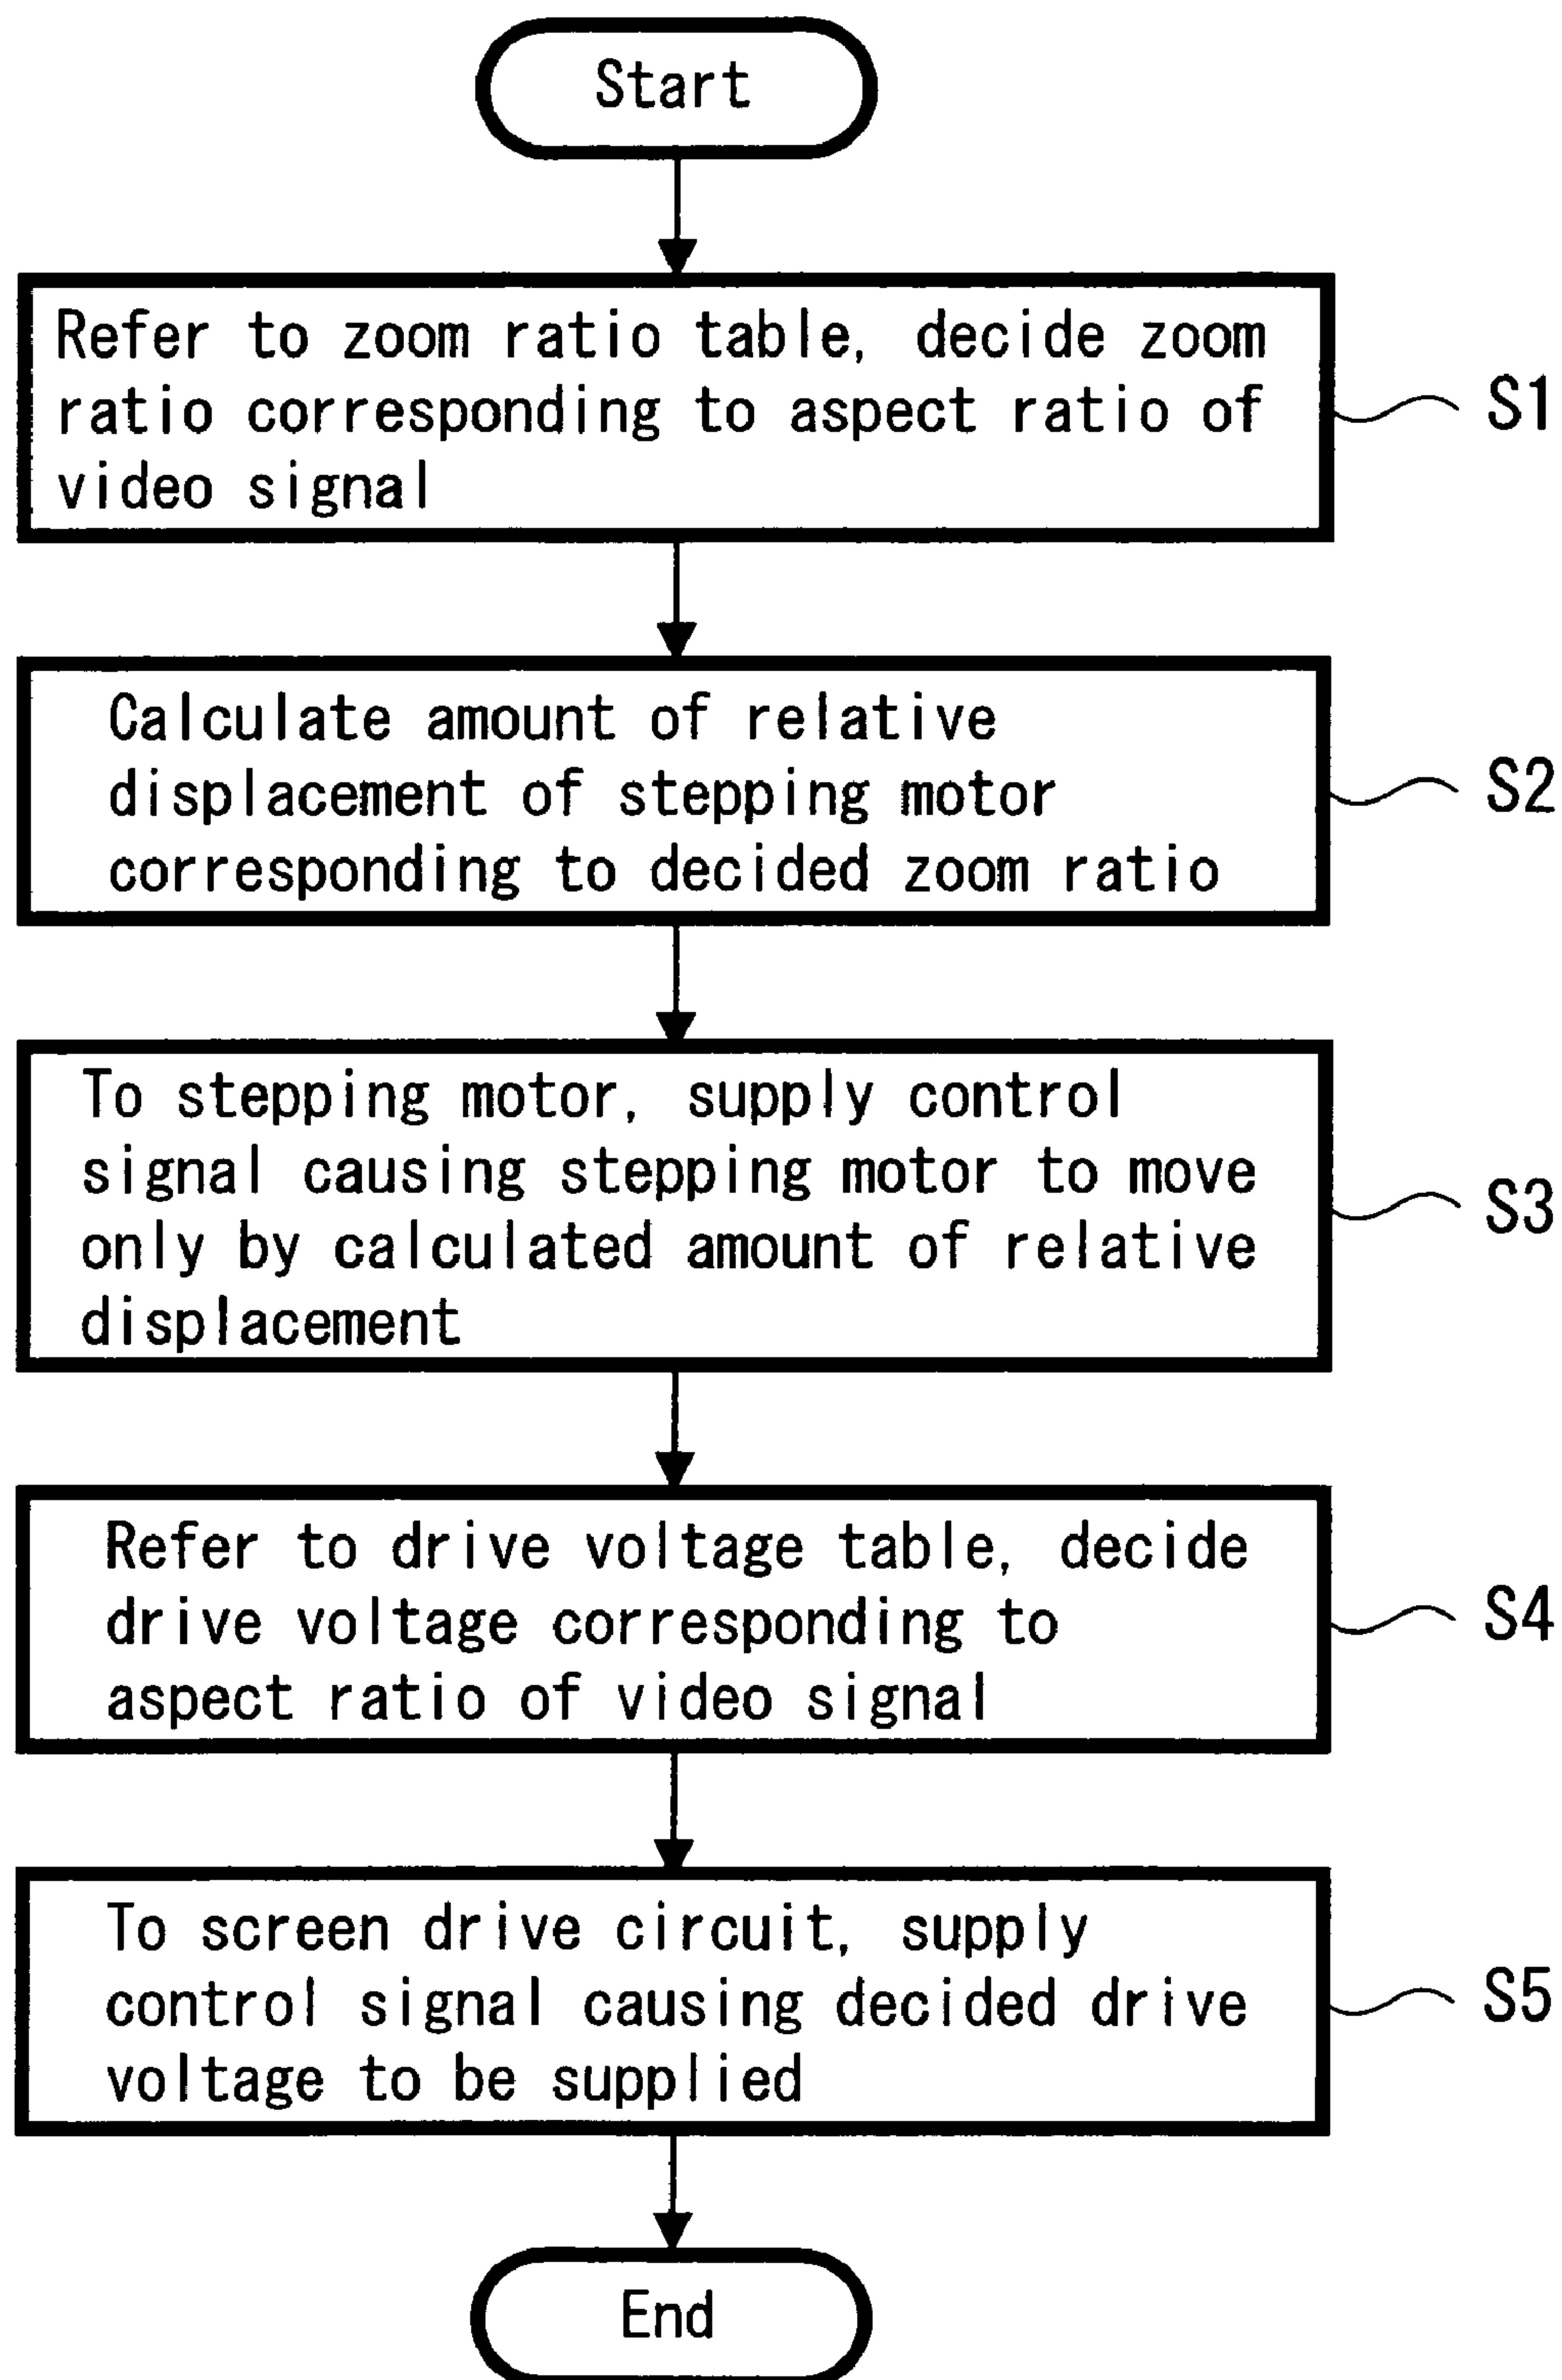 Start
Refer to zoom ratio table, decide zoom
ratio corresponding to aspect ratio of
video signal
S1
Calculate amount of relative
displacement of stepping motor
corresponding to decided zoom ratio
S2
To stepping motor, supply control
signal causing stepping motor to move
only by calculated amount of relative
displacement
S3
Refer to drive voltage table, decide
drive voltage corresponding to
aspect ratio of video signal
S4
To screen drive circuit, supply
control signal causing decided drive
voltage to be supplied
S5
End